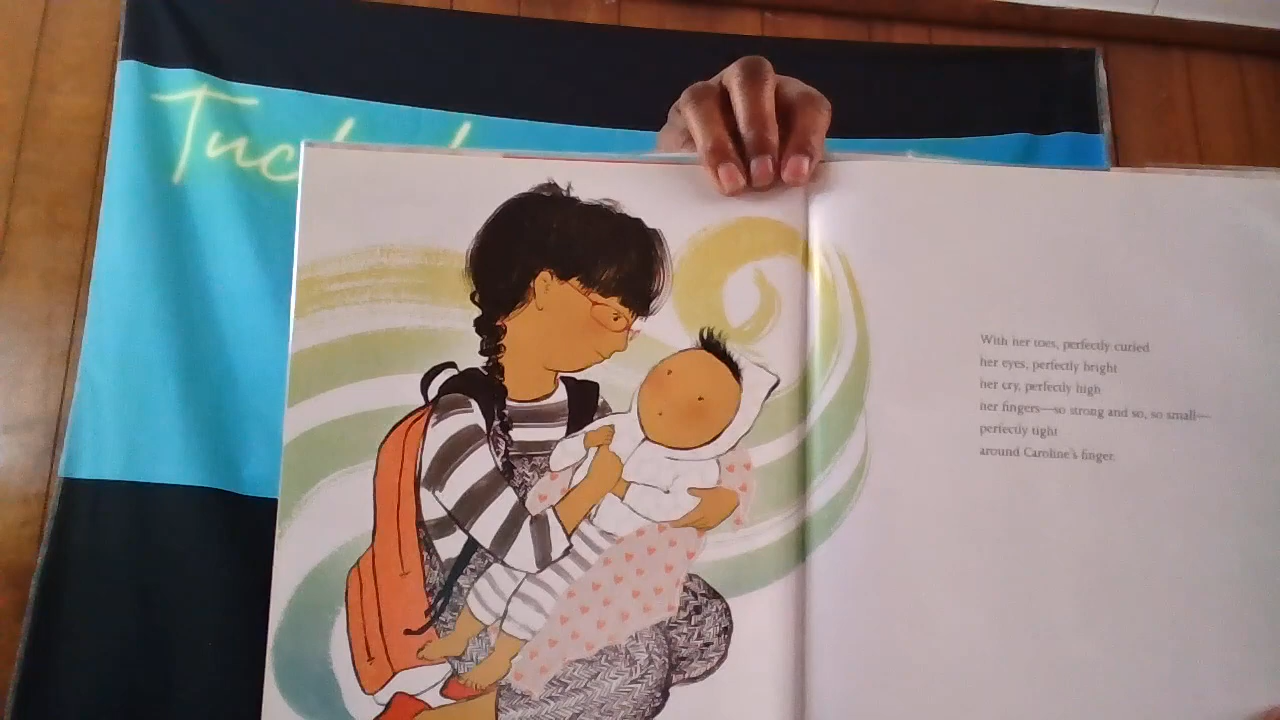 With her toes, perfectly curled
her eyes, perfectly bright
her cry, perfectly high
her fingers—so strong and so, so small—
perfectly tight
around Caroline's finger.